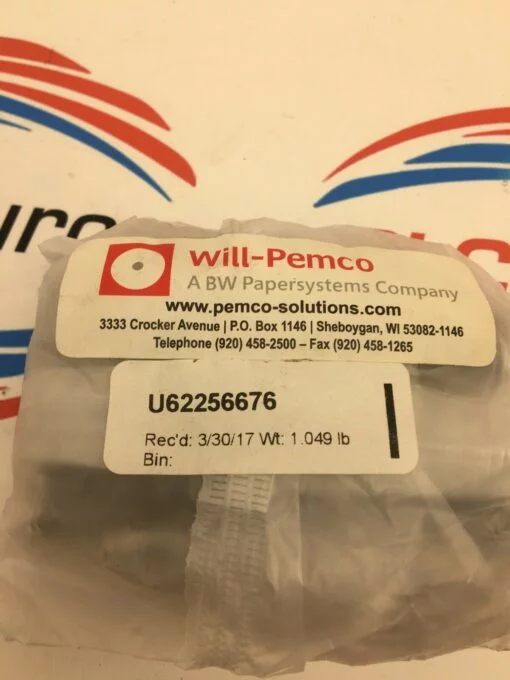 will-Pemco
A BW Papersystems Company
www.pemco-solutions.com
3333 Crocker Avenue | P.O. Box 1146 | Sheboygan, WI 53082-1146
Telephone (920) 458-2500 – Fax (920) 458-1265
U62256676
Rec'd: 3/30/17 Wt: 1.049 lb
Bin: